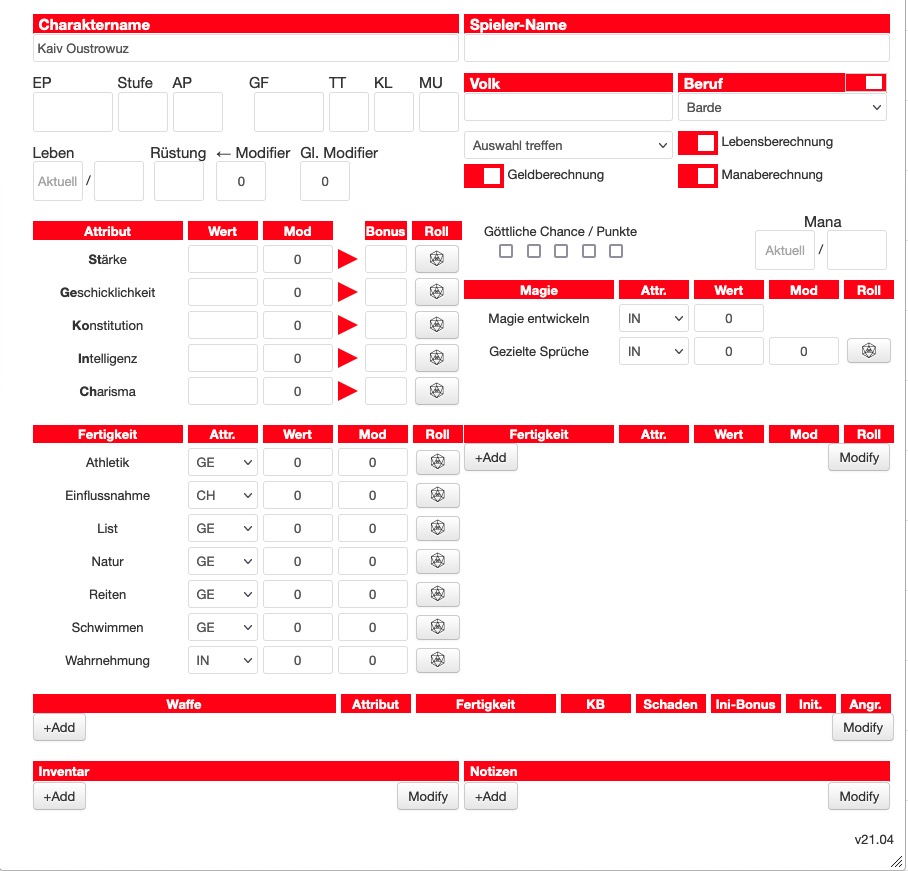 Charaktername
Spieler-Name
Kaiv Oustrowuz
EP Stufe AP GF TT KL MU
Volk
Beruf
Barde
Leben Rüstung ← Modifier Gl. Modifier
Aktuell / 0 0
Auswahl treffen
Lebensberechnung
Geldberechnung
Manaberechnung
Attribut Wert Mod Bonus Roll
Stärke 0
Geschicklichkeit 0
Konstitution 0
Intelligenz 0
Charisma 0
Göttliche Chance / Punkte
Mana
Aktuell /
Magie Attr. Wert Mod Roll
Magie entwickeln IN 0
Gezielte Sprüche IN 0 0
Fertigkeit Attr. Wert Mod Roll
Athletik GE 0 0
Einflussnahme CH 0 0
List GE 0 0
Natur GE 0 0
Reiten GE 0 0
Schwimmen GE 0 0
Wahrnehmung IN 0 0
Fertigkeit Attr. Wert Mod Roll
+Add Modify
Waffe Attribut Fertigkeit KB Schaden Ini-Bonus Init. Angr.
+Add Modify
Inventar
+Add Modify
Notizen
+Add Modify
v21.04